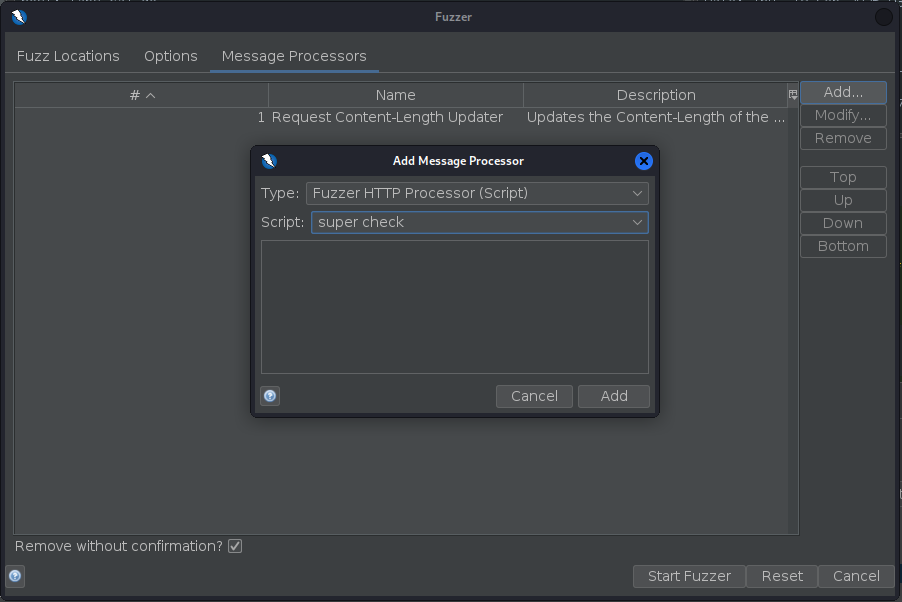 Fuzzer
Fuzz Locations Options Message Processors
# Name Description
1 Request Content-Length Updater Updates the Content-Length of the ...
Add...
Modify...
Remove
Top
Up
Down
Bottom
Add Message Processor
Type: Fuzzer HTTP Processor (Script)
Script: super check
Cancel Add
Remove without confirmation?
Start Fuzzer Reset Cancel